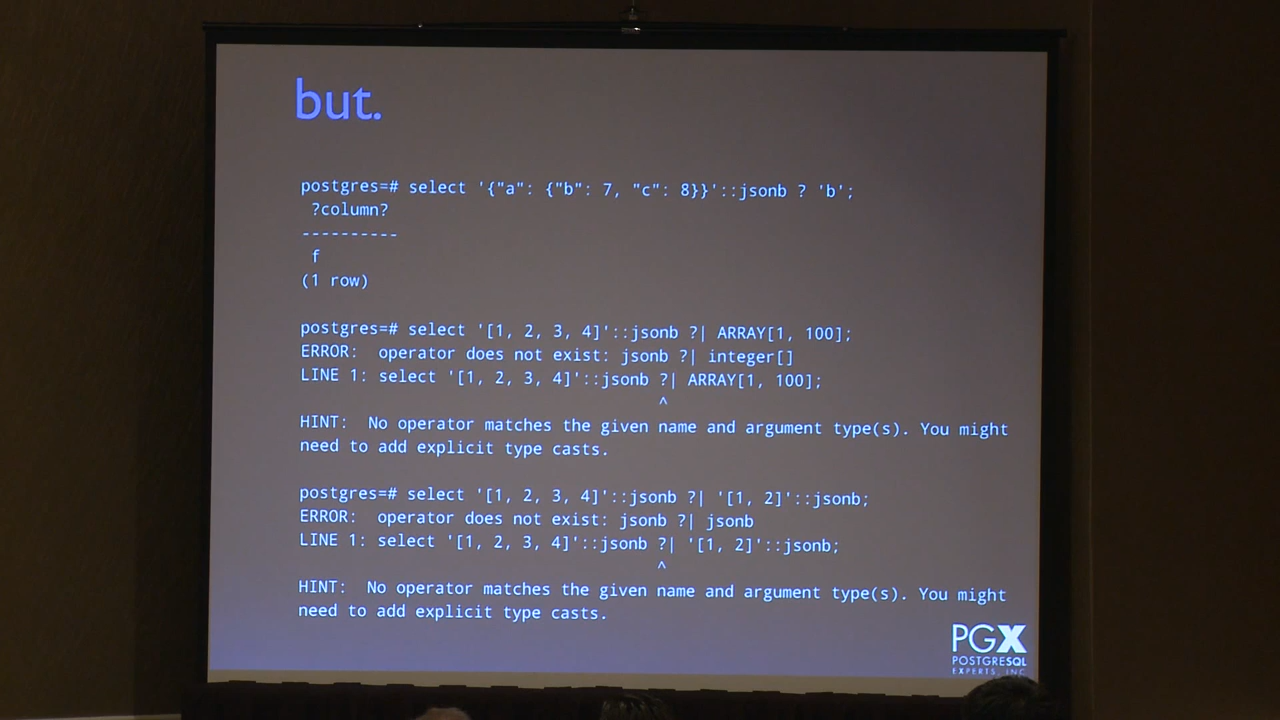 but.
postgres=# select '{"a": {"b": 7, "c": 8}}'::jsonb ? 'b';
?column?
----------
f
(1 row)
postgres=# select '[1, 2, 3, 4]'::jsonb ?| ARRAY[1, 100];
ERROR:  operator does not exist: jsonb ?| integer[]
LINE 1: select '[1, 2, 3, 4]'::jsonb ?| ARRAY[1, 100];
^
HINT:  No operator matches the given name and argument type(s). You might
need to add explicit type casts.
postgres=# select '[1, 2, 3, 4]'::jsonb ?| '[1, 2]'::jsonb;
ERROR:  operator does not exist: jsonb ?| jsonb
LINE 1: select '[1, 2, 3, 4]'::jsonb ?| '[1, 2]'::jsonb;
^
HINT:  No operator matches the given name and argument type(s). You might
need to add explicit type casts.
PGX
POSTGRESQL
EXPERTS, INC